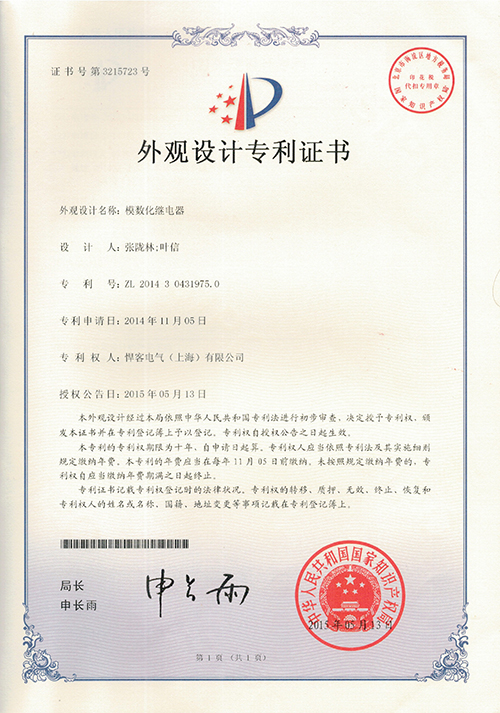 证书号第3215723号
北京市海淀区地方税务局
印花税
代扣专用章
国家知识产权局
外观设计专利证书
外观设计名称：模数化继电器
设计人：张陇林;叶信
专利号：ZL 2014 3 0431975.0
专利申请日：2014年11月05日
专利权人：悍客电气（上海）有限公司
授权公告日：2015年05月13日
本外观设计经过本局依照中华人民共和国专利法进行初步审查，决定授予专利权，颁
发本证书并在专利登记簿上予以登记。专利权自授权公告之日起生效。
本专利的专利权期限为十年，自申请日起算。专利权人应当依照专利法及其实施细则
规定缴纳年费。本专利的年费应当在每年11月05日前缴纳。未按照规定缴纳年费的，专
利权自应当缴纳年费期满之日起终止。
专利证书记载专利权登记时的法律状况。专利权的转移、质押、无效、终止、恢复和
专利权人的姓名或名称、国籍、地址变更等事项记载在专利登记簿上。
局长
申长雨
申长雨
中华人民共和国国家知识产权局
2015年05月13日
第1页（共1页）